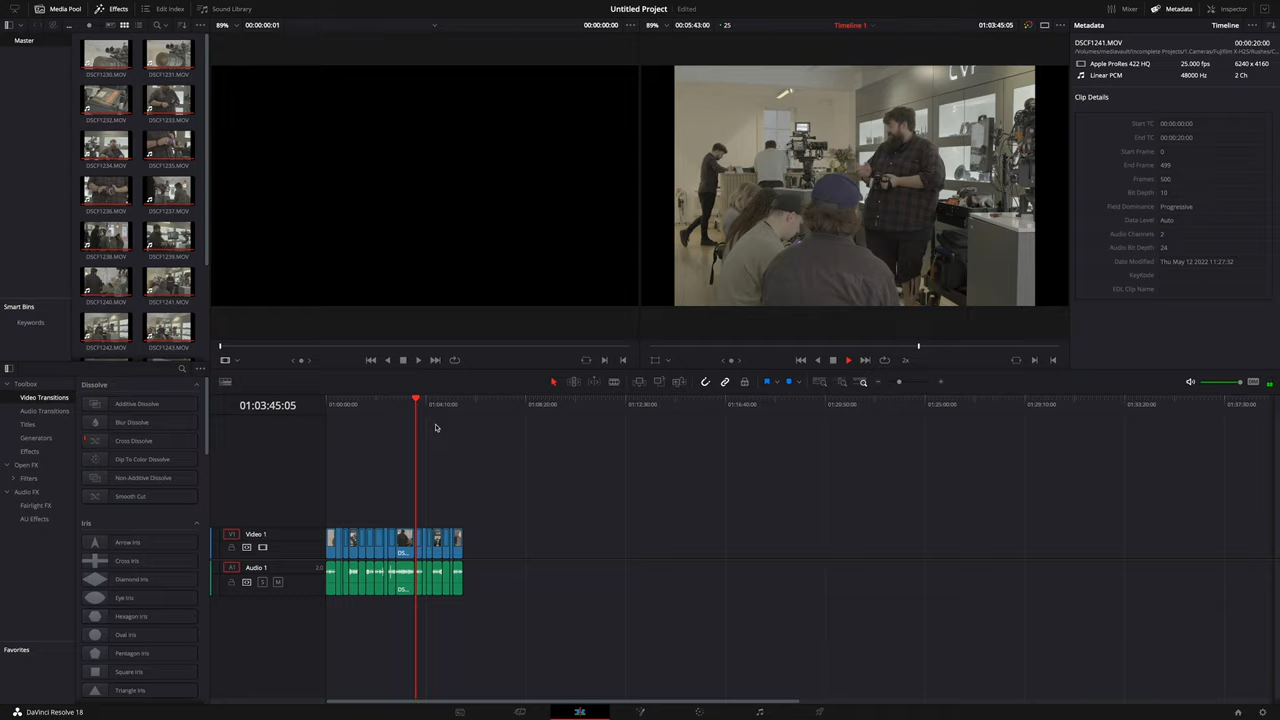 Media Pool
Effects
Edit Index
Sound Library
Untitled Project
Edited
Mixer
Metadata
Inspector
Master
...
89%
00:00:00:01
00:00:00:00
89%
00:05:43:00
25
Timeline 1
01:03:45:05
Metadata
Timeline
DSCF1230.MOV
DSCF1231.MOV
DSCF1232.MOV
DSCF1233.MOV
DSCF1234.MOV
DSCF1235.MOV
DSCF1236.MOV
DSCF1237.MOV
DSCF1238.MOV
DSCF1239.MOV
DSCF1240.MOV
DSCF1241.MOV
DSCF1242.MOV
DSCF1243.MOV
Smart Bins
Keywords
CVP
DSCF1241.MOV
00:00:20:00
/Volumes/mediavault/Incomplete Projects/1.Cameras/Fujifilm X-H2S/Rushes/C...
Apple ProRes 422 HQ
25.000 fps
6240 x 4160
Linear PCM
48000 Hz
2 Ch
Clip Details
Start TC 00:00:00:00
End TC 00:00:20:00
Start Frame 0
End Frame 499
Frames 500
Bit Depth 10
Field Dominance Progressive
Data Level Auto
Audio Channels 2
Audio Bit Depth 24
Date Modified Thu May 12 2022 11:27:32
KeyKode
EDL Clip Name
2x
Toolbox
Video Transitions
Audio Transitions
Titles
Generators
Effects
Open FX
Filters
Audio FX
Fairlight FX
AU Effects
Favorites
Dissolve
Additive Dissolve
Blur Dissolve
Cross Dissolve
Dip To Color Dissolve
Non-Additive Dissolve
Smooth Cut
Iris
Arrow Iris
Cross Iris
Diamond Iris
Eye Iris
Hexagon Iris
Oval Iris
Pentagon Iris
Square Iris
Triangle Iris
DIM
01:03:45:05
01:00:00:00
01:04:10:00
01:08:20:00
01:12:30:00
01:16:40:00
01:20:50:00
01:25:00:00
01:29:10:00
01:33:20:00
01:37:30:00
V1 Video 1
DS...
A1 Audio 1 2.0
S M
DS...
DaVinci Resolve 18